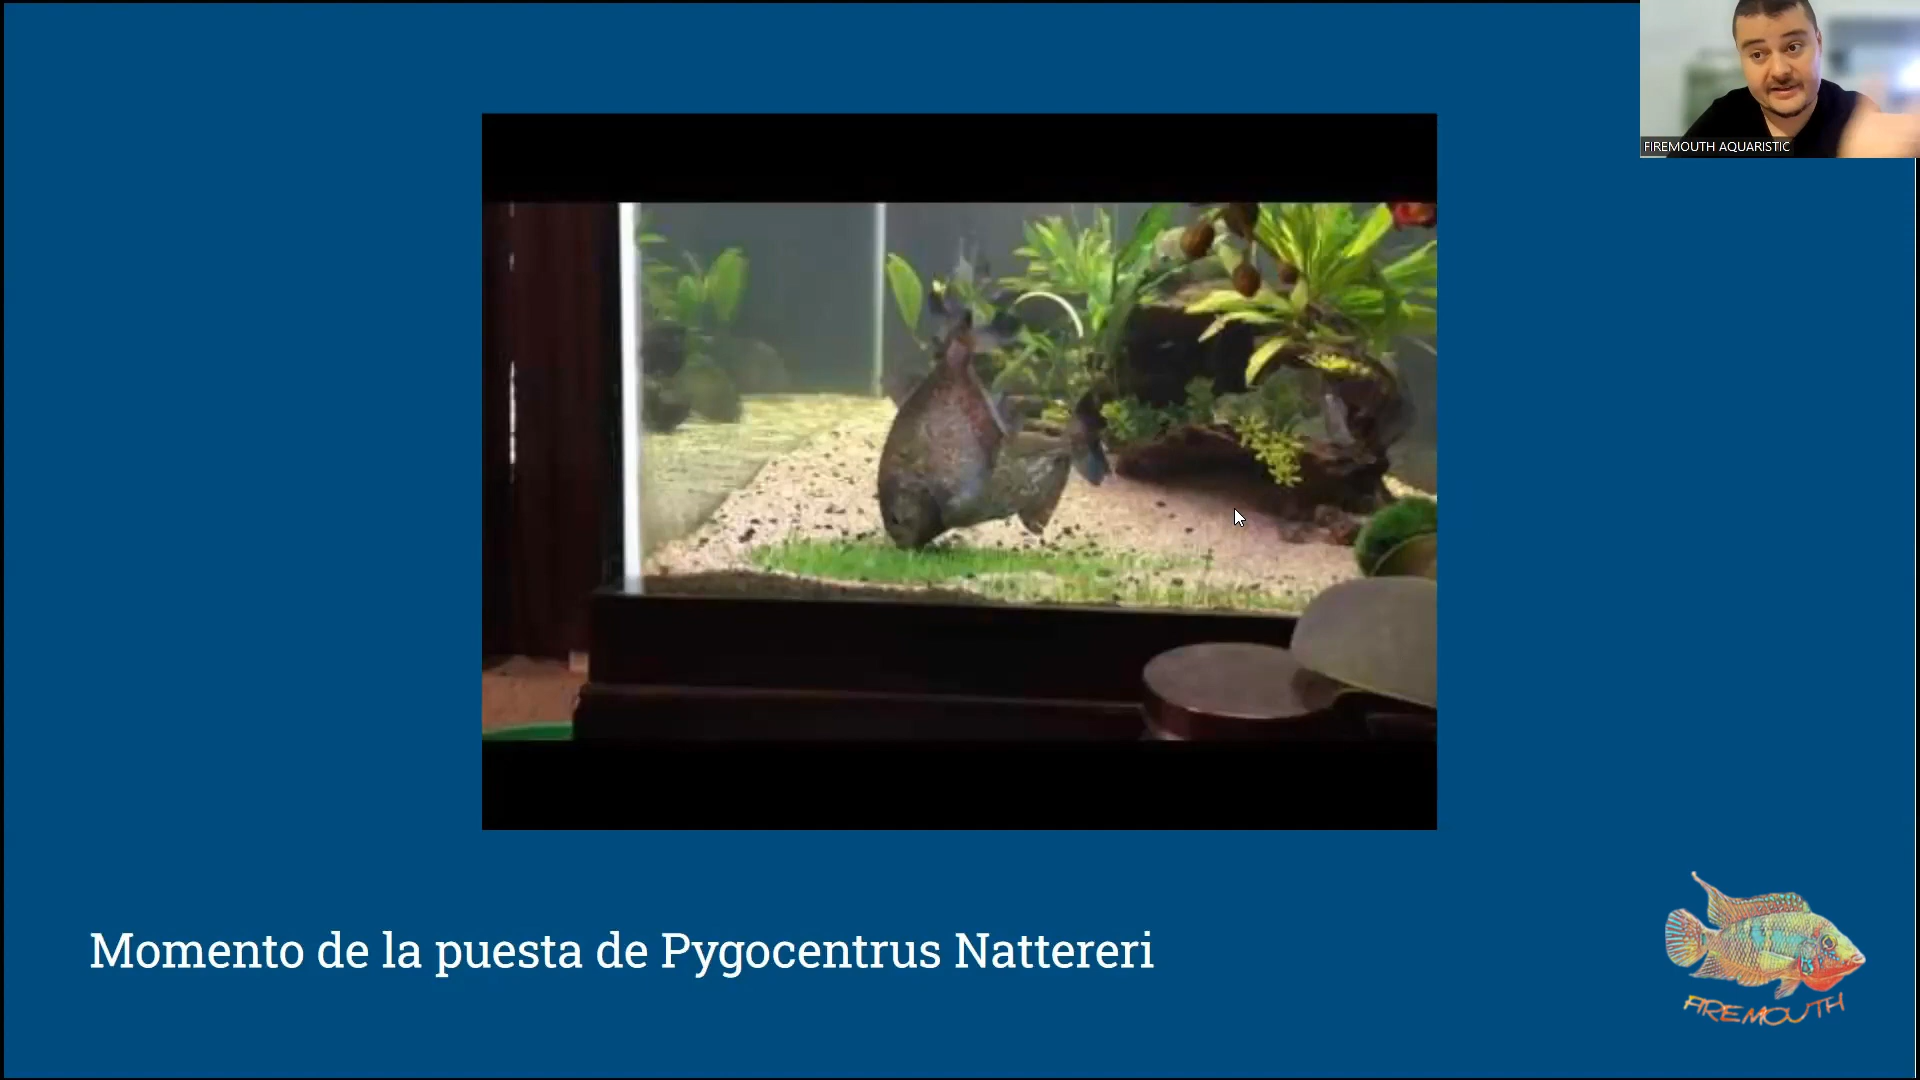 FIREMOUTH AQUARISTIC
Momento de la puesta de Pygocentrus Nattereri
FIREMOUTH